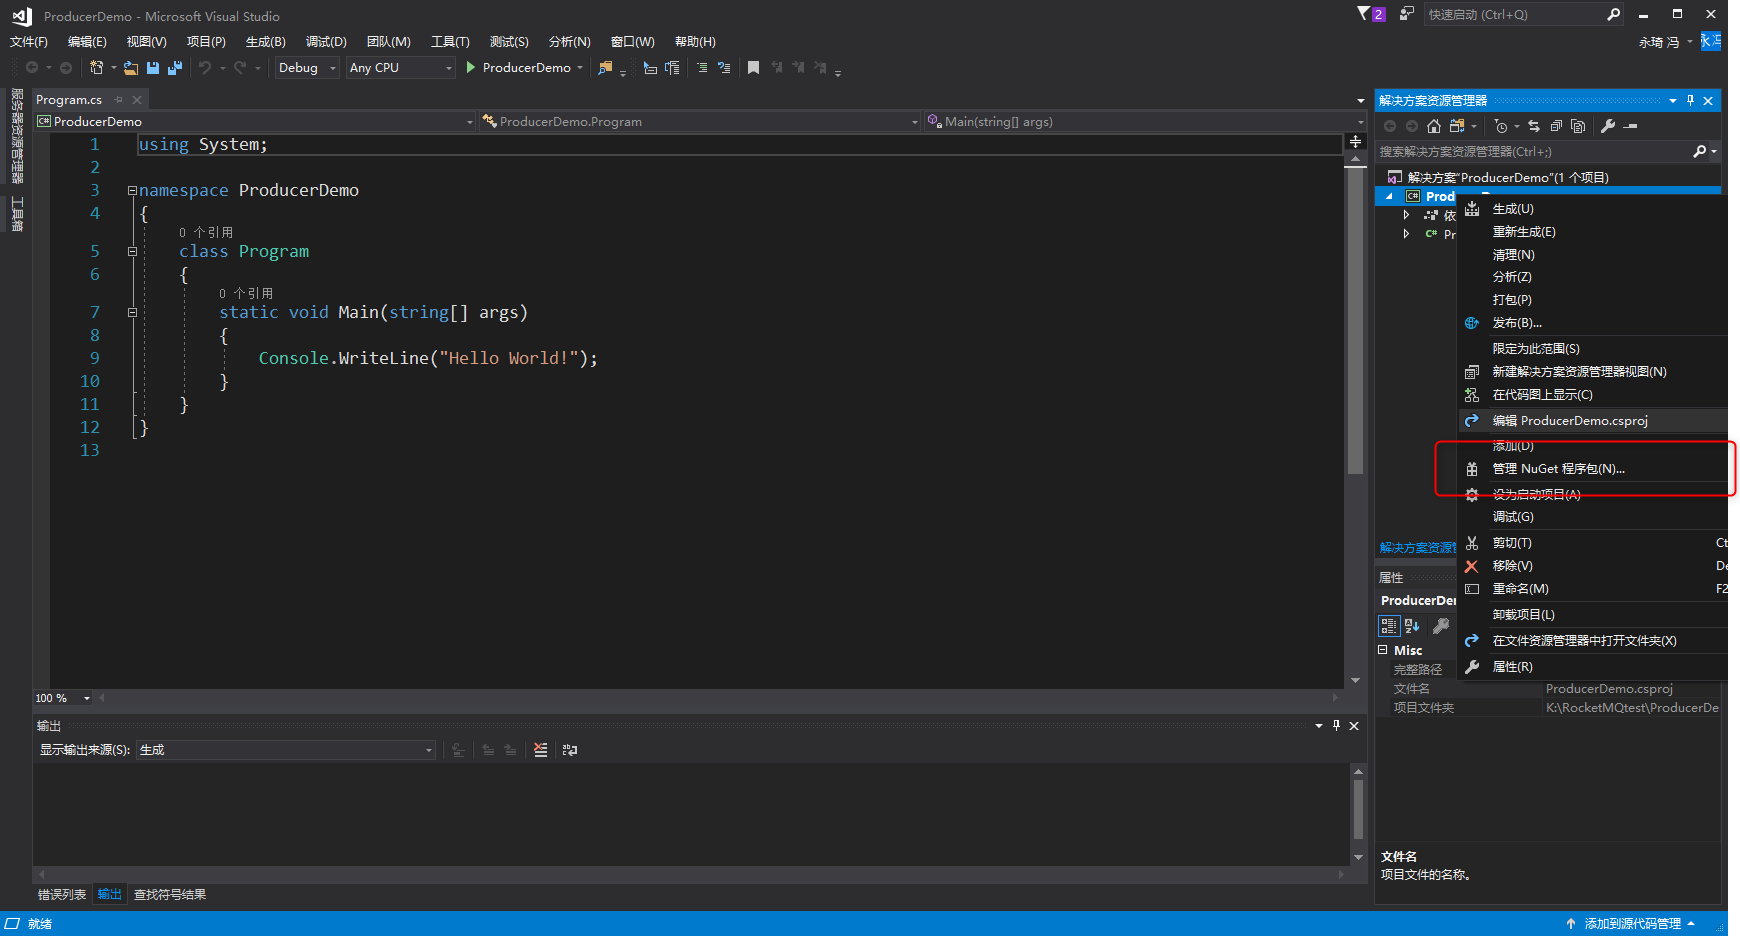 ProducerDemo - Microsoft Visual Studio
2
快速启动 (Ctrl+Q)
文件(F) 编辑(E) 视图(V) 项目(P) 生成(B) 调试(D) 团队(M) 工具(T) 测试(S) 分析(N) 窗口(W) 帮助(H)
永琦 冯
永冯
Debug Any CPU ProducerDemo
服务器资源管理器
工具箱
Program.cs
ProducerDemo ProducerDemo.Program Main(string[] args)
1 using System;
2
3 namespace ProducerDemo
4 {
0 个引用
5 class Program
6 {
0 个引用
7 static void Main(string[] args)
8 {
9 Console.WriteLine("Hello World!");
10 }
11 }
12 }
13
100 %
输出
显示输出来源(S): 生成
错误列表 输出 查找符号结果
就绪
添加到源代码管理
解决方案资源管理器
搜索解决方案资源管理器(Ctrl+;)
解决方案"ProducerDemo"(1 个项目)
Prod
依
Pr
生成(U)
重新生成(E)
清理(N)
分析(Z)
打包(P)
发布(B)...
限定为此范围(S)
新建解决方案资源管理器视图(N)
在代码图上显示(C)
编辑 ProducerDemo.csproj
添加(D)
管理 NuGet 程序包(N)...
设为启动项目(A)
调试(G)
剪切(T) Ct
移除(V) De
重命名(M) F2
卸载项目(L)
在文件资源管理器中打开文件夹(X)
属性(R)
解决方案资源管
属性
ProducerDer
Misc
完整路径
文件名 ProducerDemo.csproj
项目文件夹 K:\RocketMQtest\ProducerDe
文件名
项目文件的名称。